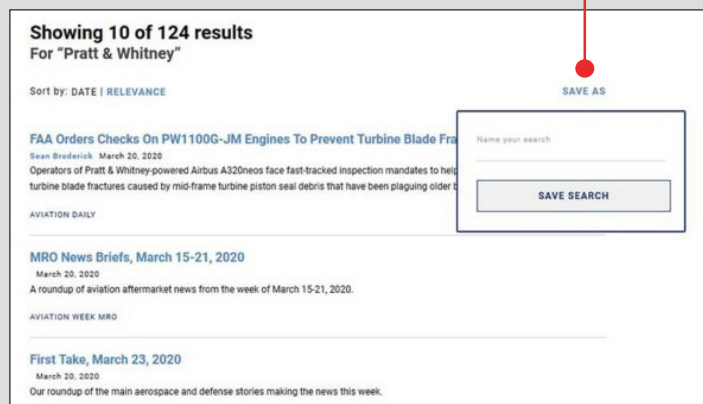 Showing 10 of 124 results
For “Pratt & Whitney”
Sort by: DATE | RELEVANCE
SAVE AS
FAA Orders Checks On PW1100G-JM Engines To Prevent Turbine Blade Fra
Sean Broderick March 20, 2020
Operators of Pratt & Whitney-powered Airbus A320neos face fast-tracked inspection mandates to help
turbine blade fractures caused by mid-frame turbine piston seal debris that have been plaguing older
AVIATION DAILY
Name your search
SAVE SEARCH
MRO News Briefs, March 15-21, 2020
March 20, 2020
A roundup of aviation aftermarket news from the week of March 15-21, 2020.
AVIATION WEEK MRO
First Take, March 23, 2020
March 20, 2020
Our roundup of the main aerospace and defense stories making the news this week.